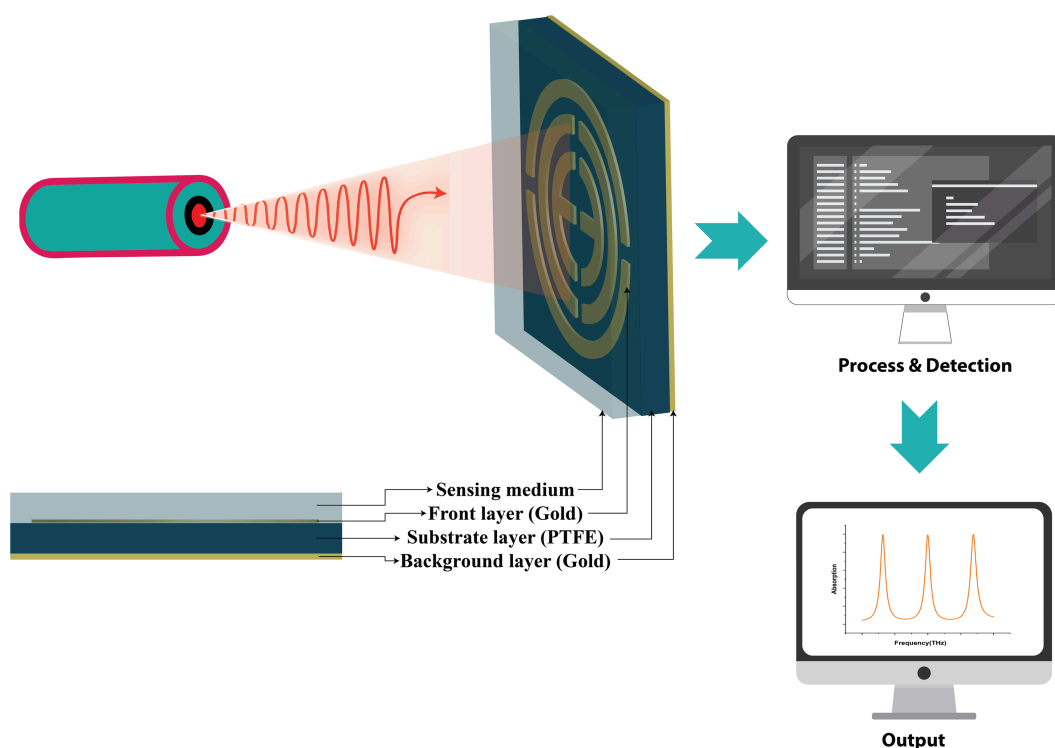 Process & Detection
Sensing medium
Front layer (Gold)
Substrate layer (PTFE)
Background layer (Gold)
Absorption
Frequency(THz)
Output